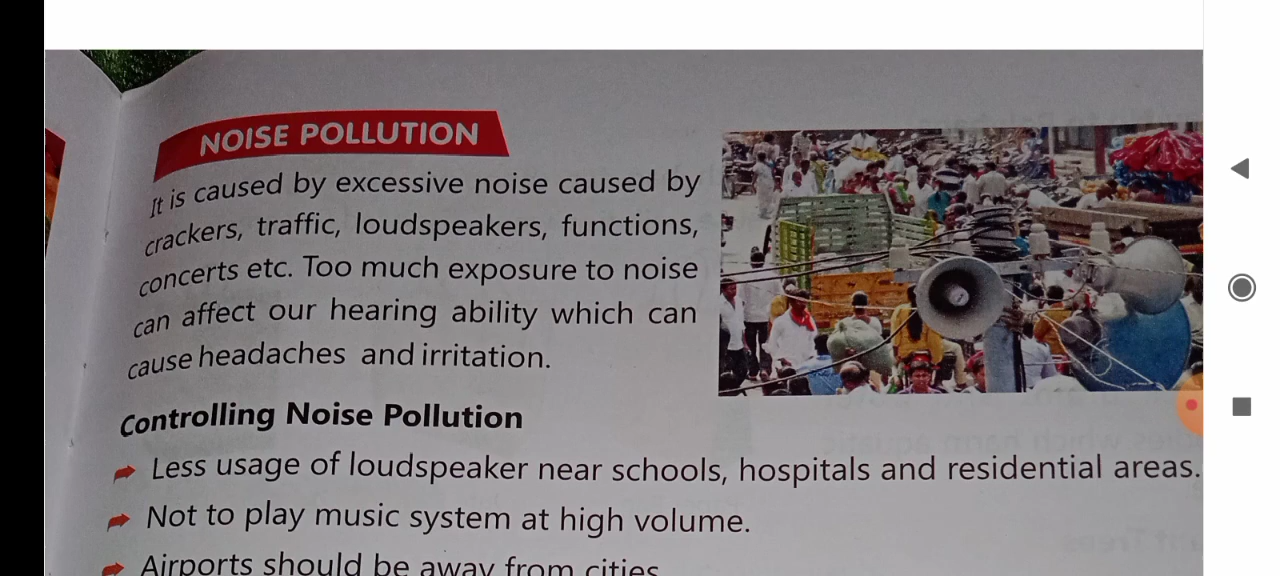 NOISE POLLUTION
It is caused by excessive noise caused by
crackers, traffic, loudspeakers, functions,
concerts etc. Too much exposure to noise
can affect our hearing ability which can
cause headaches and irritation.
Controlling Noise Pollution
Less usage of loudspeaker near schools, hospitals and residential areas.
Not to play music system at high volume.
Airports should be away from cities